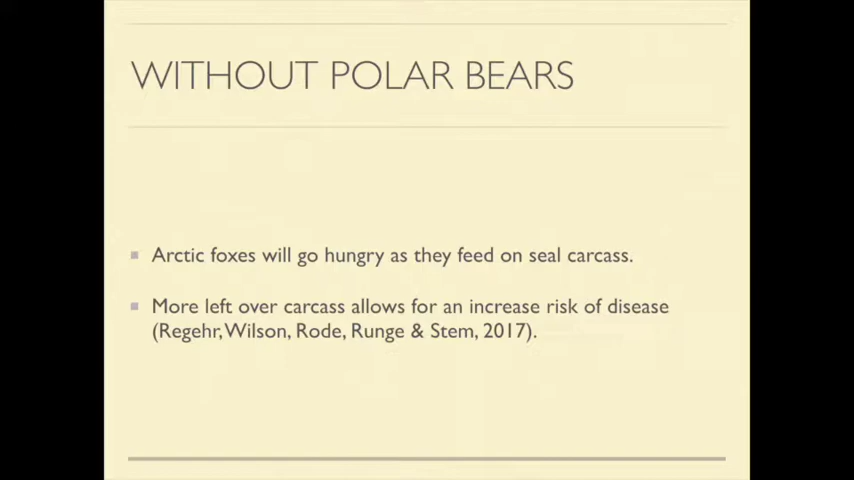 WITHOUT POLAR BEARS
Arctic foxes will go hungry as they feed on seal carcass.
More left over carcass allows for an increase risk of disease
(Regehr, Wilson, Rode, Runge & Stem, 2017).